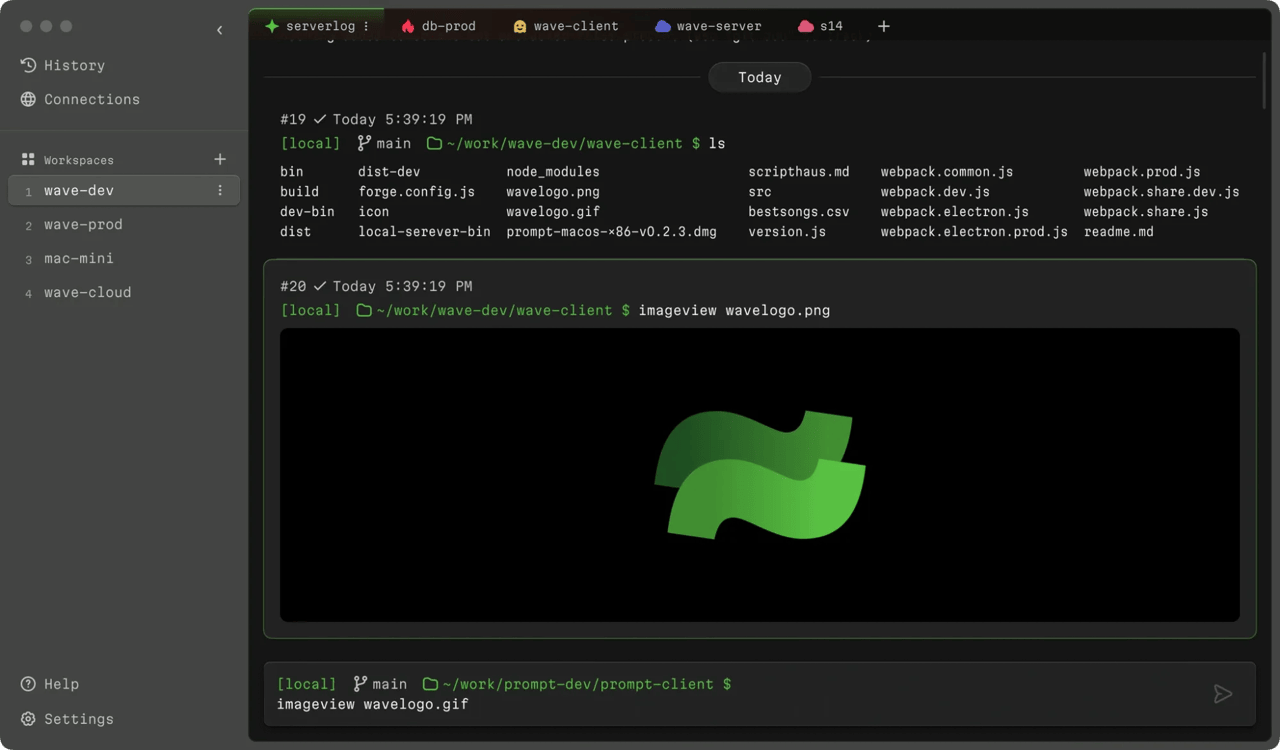 serverlog db-prod wave-client wave-server s14 +
History
Connections
Workspaces +
1 wave-dev
2 wave-prod
3 mac-mini
4 wave-cloud
Help
Settings
Today
#19 ✓ Today 5:39:19 PM
[local] main ~/work/wave-dev/wave-client $ ls
bin dist-dev node_modules scripthaus.md webpack.common.js webpack.prod.js
build forge.config.js wavelogo.png src webpack.dev.js webpack.share.dev.js
dev-bin icon wavelogo.gif bestsongs.csv webpack.electron.js webpack.share.js
dist local-serever-bin prompt-macos-×86-v0.2.3.dmg version.js webpack.electron.prod.js readme.md
#20 ✓ Today 5:39:19 PM
[local] ~/work/wave-dev/wave-client $ imageview wavelogo.png
[local] main ~/work/prompt-dev/prompt-client $
imageview wavelogo.gif